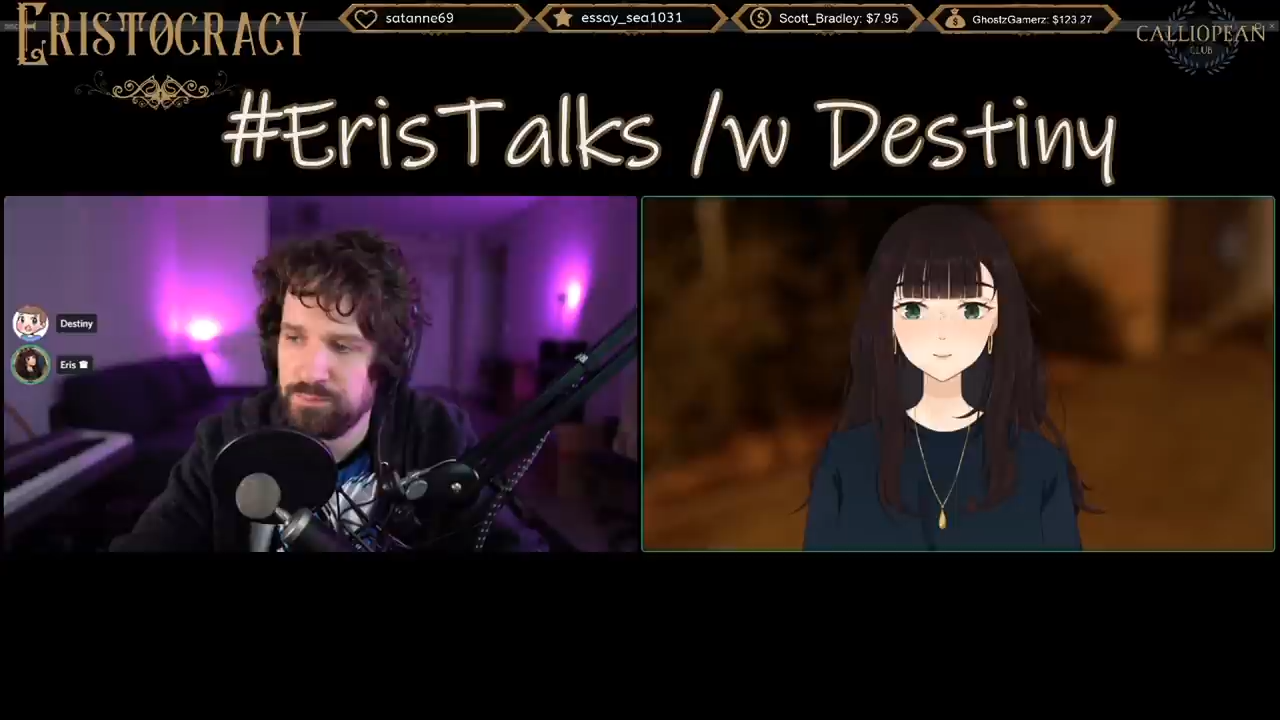 ERISTOCRACY
satanne69
essay_sea1031
Scott_Bradley: $7.95
GhostzGamerz: $123.27
CALLIOPEAN
CLUB
#ErisTalks /w Destiny
Destiny
Eris